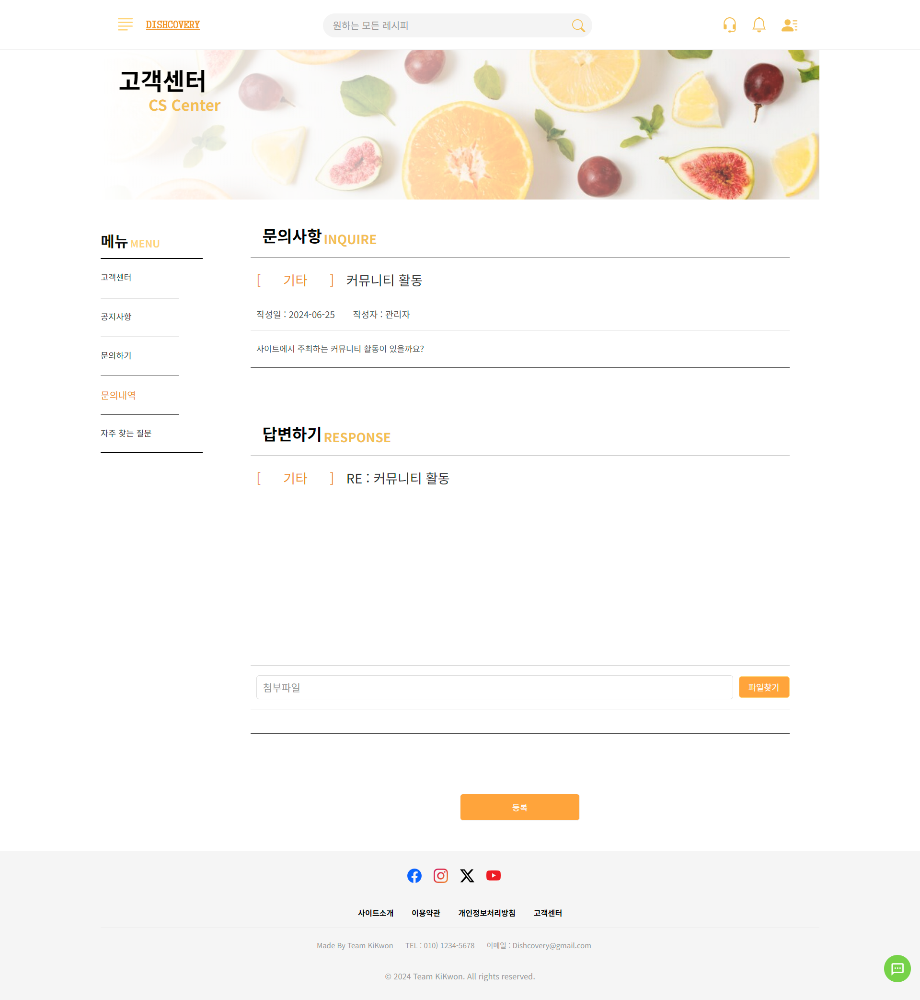 DISHCOVERY
원하는 모든 레시피
고객센터
CS Center
메뉴 MENU
고객센터
공지사항
문의하기
문의내역
자주 찾는 질문
문의사항 INQUIRE
[ 기타 ] 커뮤니티 활동
작성일 : 2024-06-25 작성자 : 관리자
사이트에서 주최하는 커뮤니티 활동이 있을까요?
답변하기 RESPONSE
[ 기타 ] RE : 커뮤니티 활동
첨부파일
파일찾기
등록
사이트소개 이용약관 개인정보처리방침 고객센터
Made By Team KiKwon TEL : 010) 1234-5678 이메일 : Dishcovery@gmail.com
© 2024 Team KiKwon. All rights reserved.